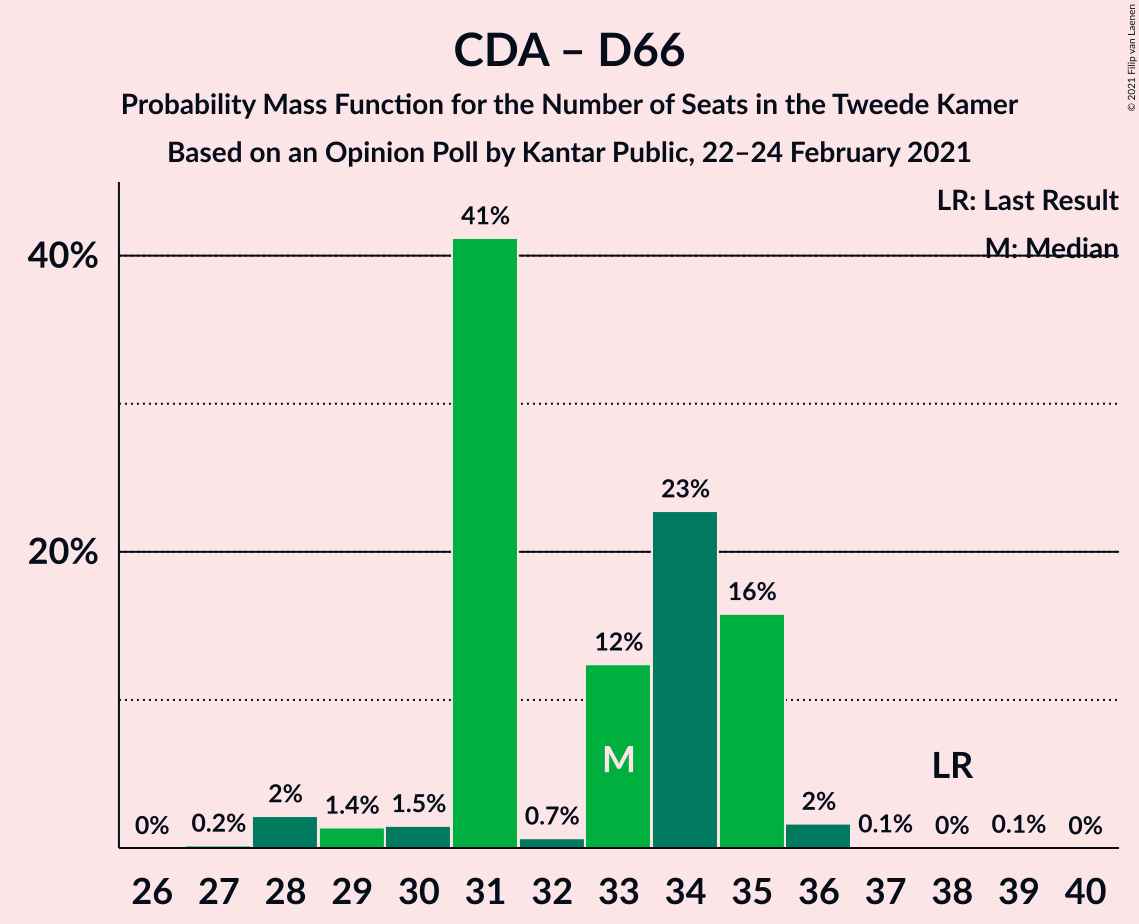 CDA – D66
Probability Mass Function for the Number of Seats in the Tweede Kamer
Based on an Opinion Poll by Kantar Public, 22–24 February 2021
© 2021 Filip van Laenen
LR: Last Result
M: Median
40%
20%
0%
0.2%
2%
1.4%
1.5%
41%
0.7%
12%
23%
16%
2%
0.1%
0%
0.1%
0%
M
LR
26 27 28 29 30 31 32 33 34 35 36 37 38 39 40